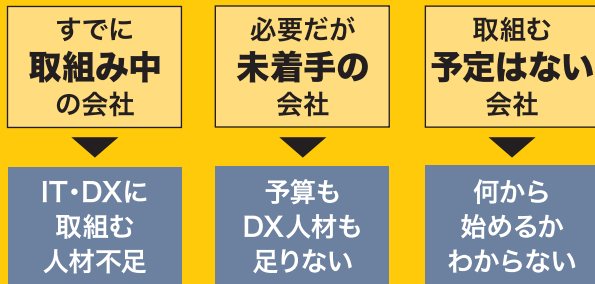 すでに
取組み中
の会社
必要だが
未着手の
会社
取組む
予定はない
会社
IT・DXに
取組む
人材不足
予算も
DX人材も
足りない
何から
始めるか
わからない